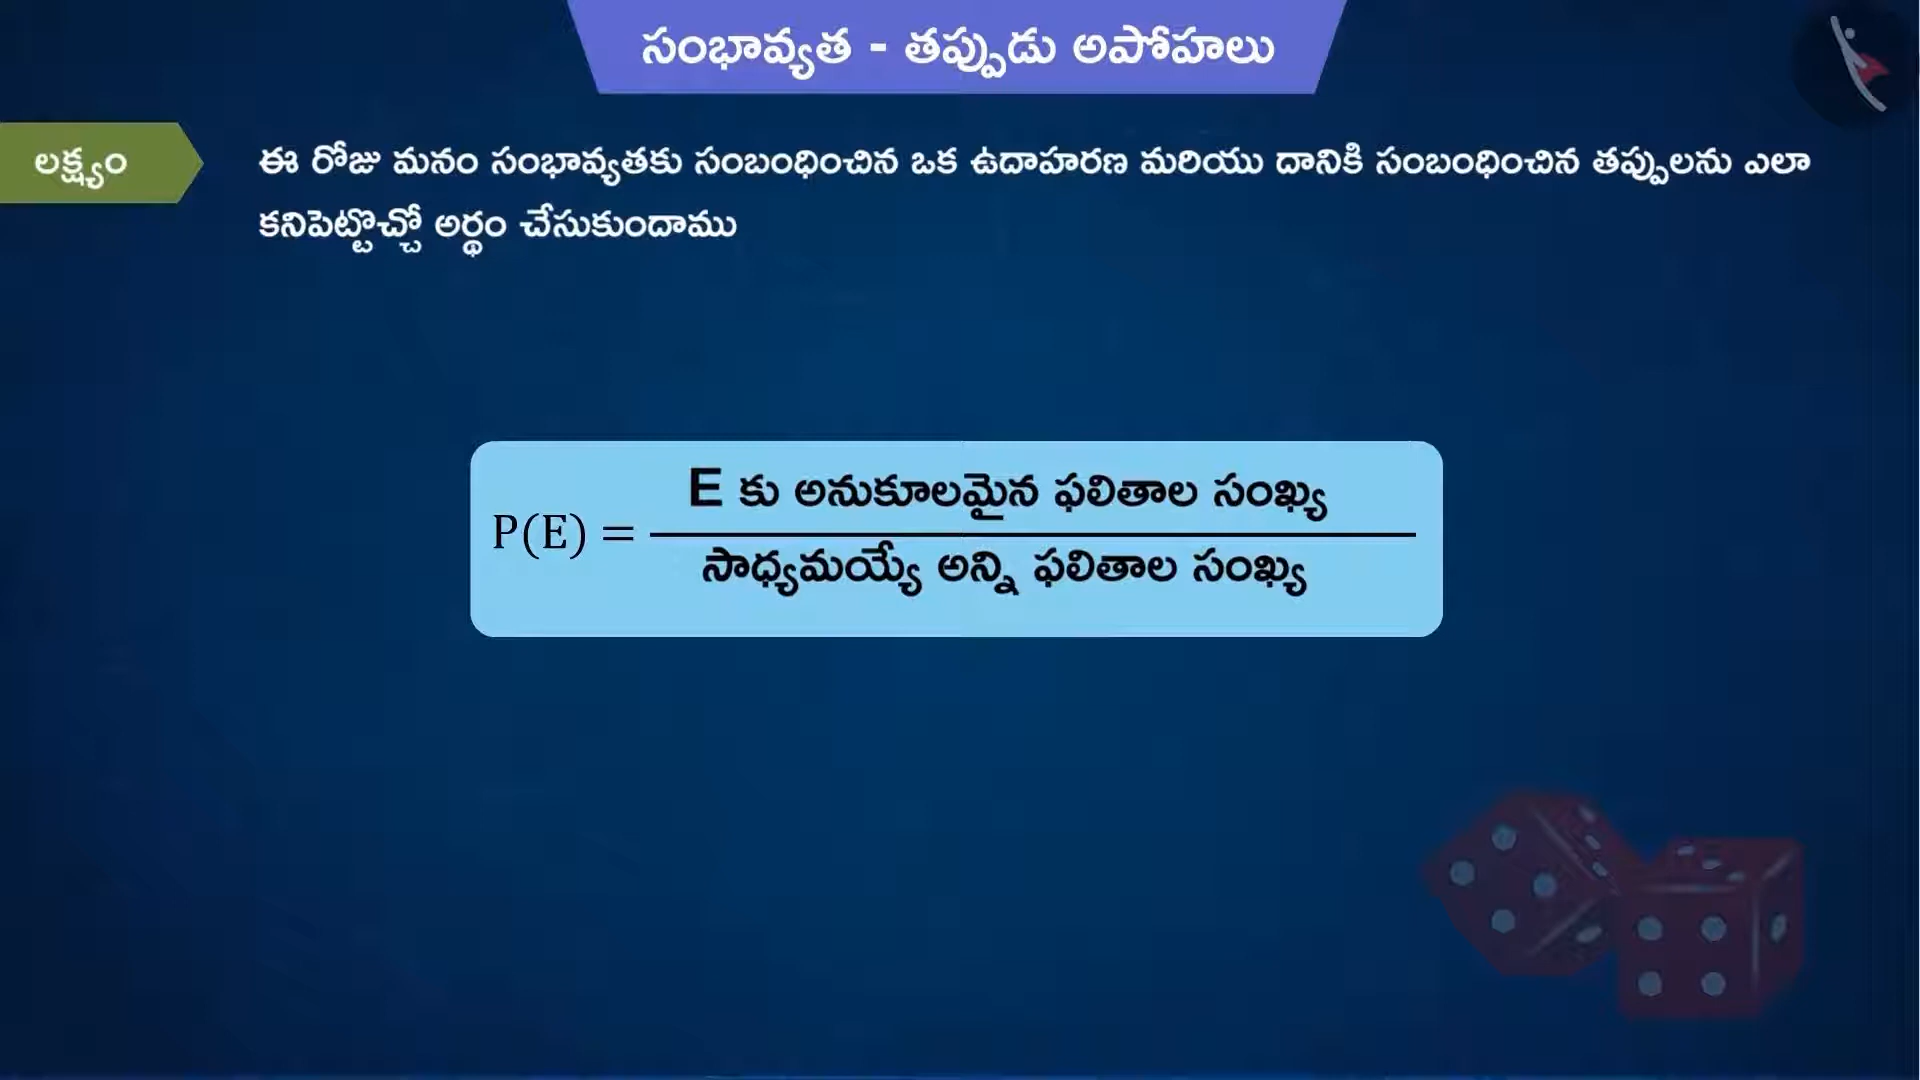 సంభావ్యత - తప్పుడు అపోహలు
లక్ష్యం
ఈ రోజు మనం సంభావ్యతకు సంబంధించిన ఒక ఉదాహరణ మరియు దానికి సంబంధించిన తప్పులను ఎలా
కనిపెట్టొచ్చో అర్థం చేసుకుందాము
E కు అనుకూలమైన ఫలితాల సంఖ్య
P(E) =
సాధ్యమయ్యే అన్ని ఫలితాల సంఖ్య